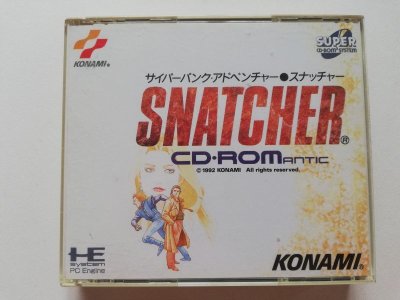 KONAMI®
SUPER
CD-ROM² SYSTEM
サイバーパンク・アドベンチャー●スナッチャー
SNATCHER®
CD・ROMANTIC
©1992 KONAMI All rights reserved.
HE
System
PC Engine
KONAMI®